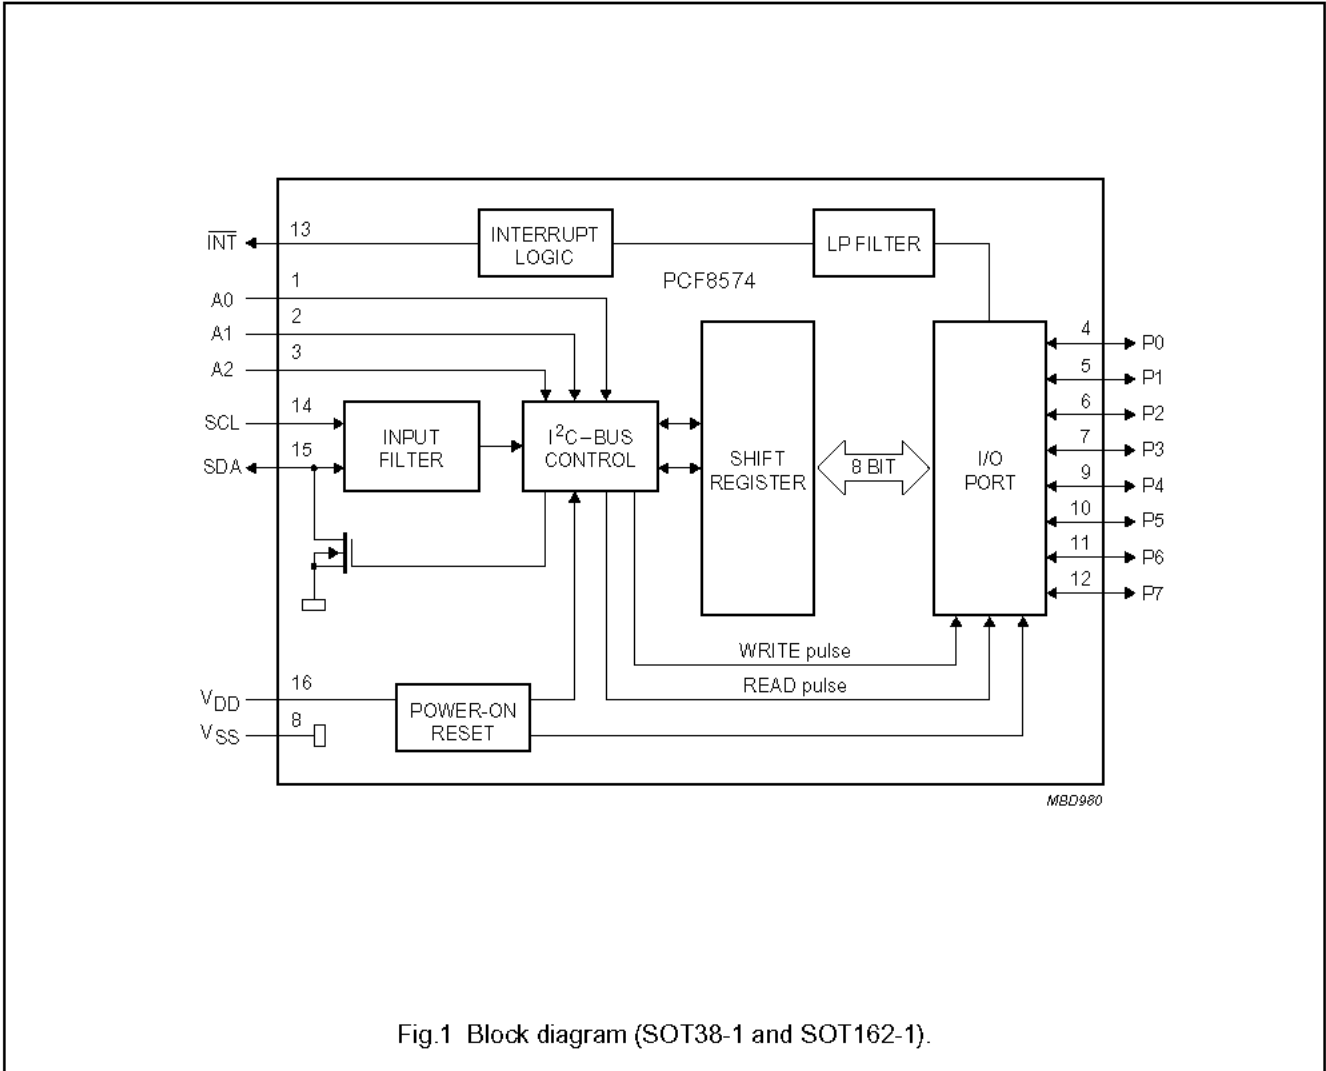 INT
13
INTERRUPT
LOGIC
LP FILTER
PCF8574
A0
1
A1
2
A2
3
SCL
14
SDA
15
INPUT
FILTER
I²C–BUS
CONTROL
SHIFT
REGISTER
8 BIT
I/O
PORT
4
P0
5
P1
6
P2
7
P3
9
P4
10
P5
11
P6
12
P7
WRITE pulse
READ pulse
VDD
16
VSS
8
POWER-ON
RESET
MBD980
Fig.1 Block diagram (SOT38-1 and SOT162-1).